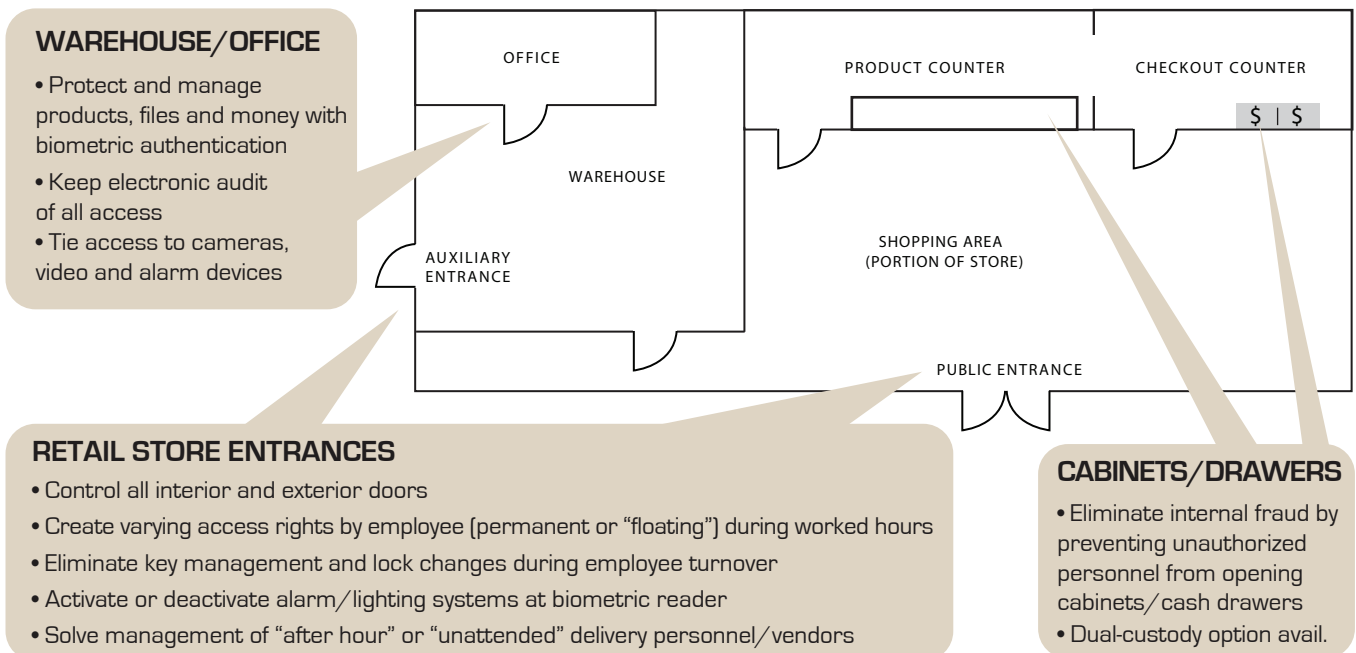 WAREHOUSE/OFFICE
• Protect and manage
products, files and money with
biometric authentication
• Keep electronic audit
of all access
• Tie access to cameras,
video and alarm devices
OFFICE
PRODUCT COUNTER
CHECKOUT COUNTER
$ | $
WAREHOUSE
AUXILIARY
ENTRANCE
SHOPPING AREA
(PORTION OF STORE)
PUBLIC ENTRANCE
RETAIL STORE ENTRANCES
• Control all interior and exterior doors
• Create varying access rights by employee (permanent or “floating”) during worked hours
• Eliminate key management and lock changes during employee turnover
• Activate or deactivate alarm/lighting systems at biometric reader
• Solve management of “after hour” or “unattended” delivery personnel/vendors
CABINETS/DRAWERS
• Eliminate internal fraud by
preventing unauthorized
personnel from opening
cabinets/cash drawers
• Dual-custody option avail.